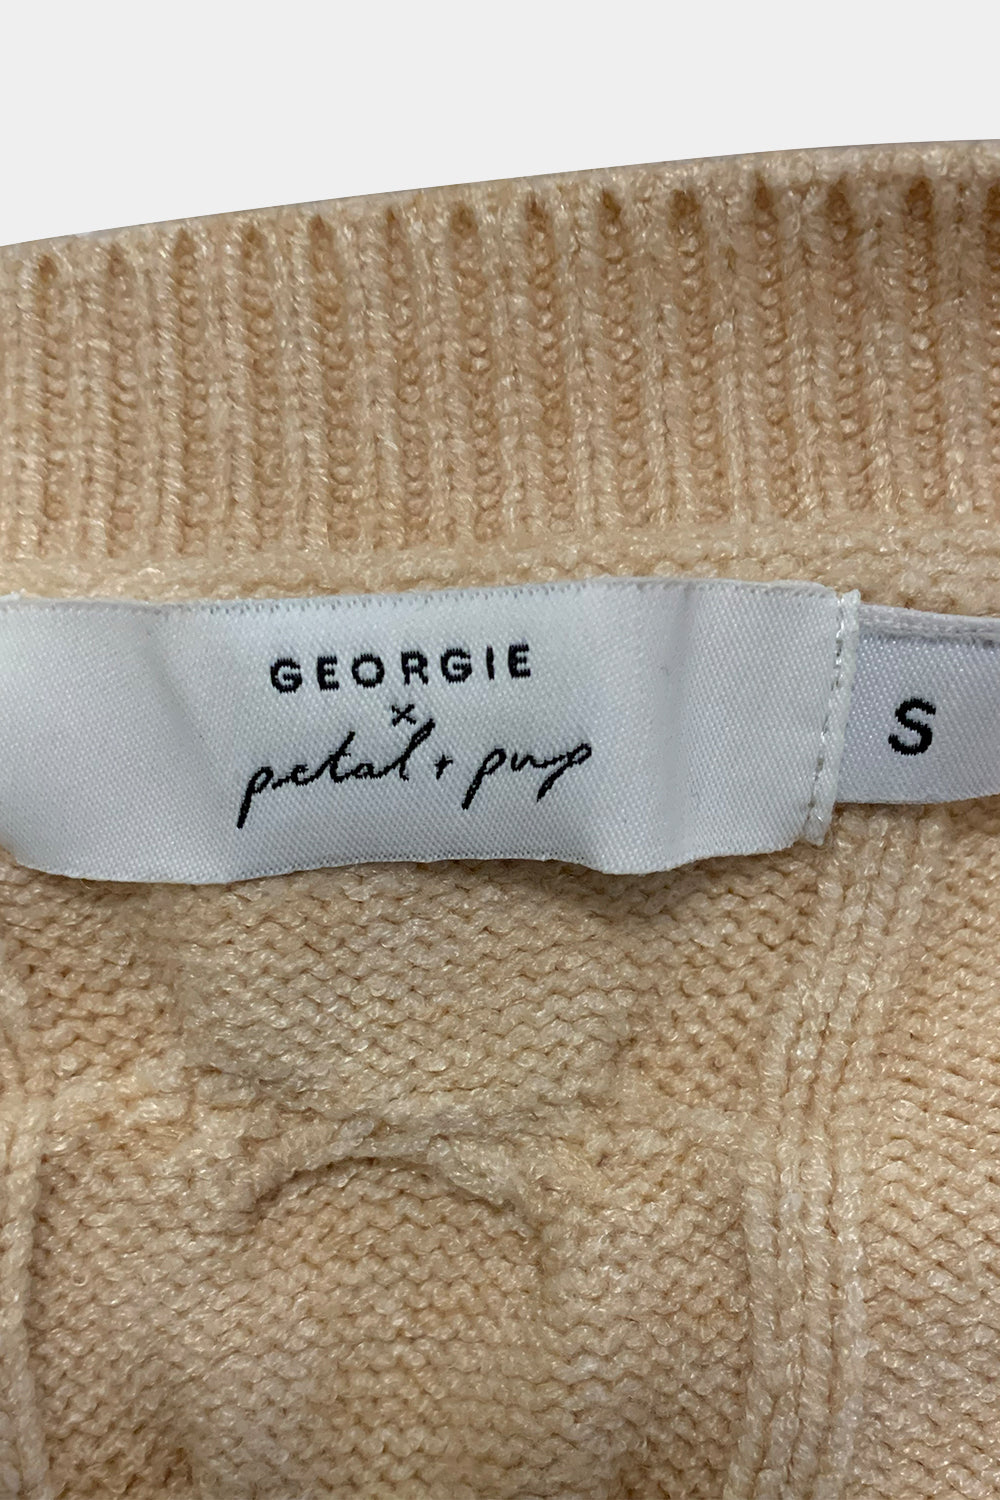 GEORGIE
x
petal + pup
S